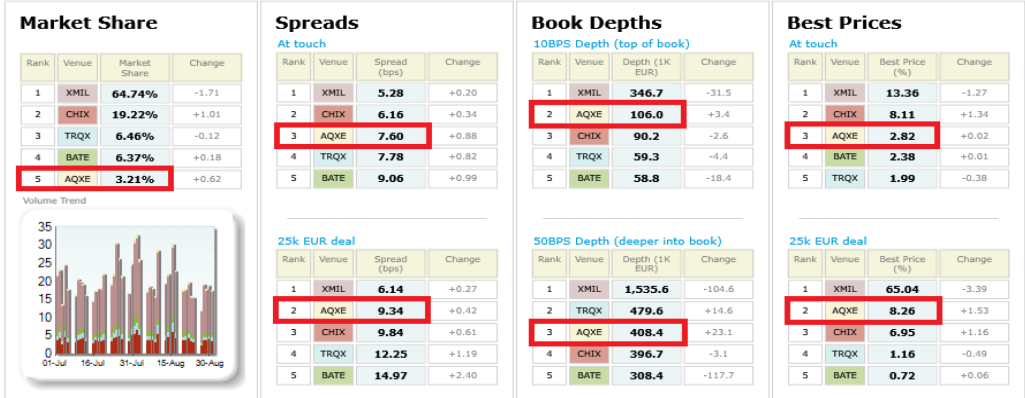 Market Share
Rank Venue Market Share Change
1 XMIL 64.74% -1.71
2 CHIX 19.22% +1.01
3 TRQX 6.46% -0.12
4 BATE 6.37% +0.18
5 AQXE 3.21% +0.62
Volume Trend
35
30
25
20
15
10
5
0
01-Jul 16-Jul 31-Jul 15-Aug 30-Aug
Spreads
At touch
Rank Venue Spread (bps) Change
1 XMIL 5.28 +0.20
2 CHIX 6.16 +0.34
3 AQXE 7.60 +0.88
4 TRQX 7.78 +0.82
5 BATE 9.06 +0.99
25k EUR deal
Rank Venue Spread (bps) Change
1 XMIL 6.14 +0.27
2 AQXE 9.34 +0.42
3 CHIX 9.84 +0.61
4 TRQX 12.25 +1.19
5 BATE 14.97 +2.40
Book Depths
10BPS Depth (top of book)
Rank Venue Depth (1K EUR) Change
1 XMIL 346.7 -31.5
2 AQXE 106.0 +3.4
3 CHIX 90.2 -2.6
4 TRQX 59.3 -4.4
5 BATE 58.8 -18.4
50BPS Depth (deeper into book)
Rank Venue Depth (1K EUR) Change
1 XMIL 1,535.6 -104.6
2 TRQX 479.6 +14.6
3 AQXE 408.4 +23.1
4 CHIX 396.7 -3.1
5 BATE 308.4 -117.7
Best Prices
At touch
Rank Venue Best Price (%) Change
1 XMIL 13.36 -1.27
2 CHIX 8.11 +1.34
3 AQXE 2.82 +0.02
4 BATE 2.38 +0.01
5 TRQX 1.99 -0.38
25k EUR deal
Rank Venue Best Price (%) Change
1 XMIL 65.04 -3.39
2 AQXE 8.26 +1.53
3 CHIX 6.95 +1.16
4 TRQX 1.16 -0.49
5 BATE 0.72 +0.06